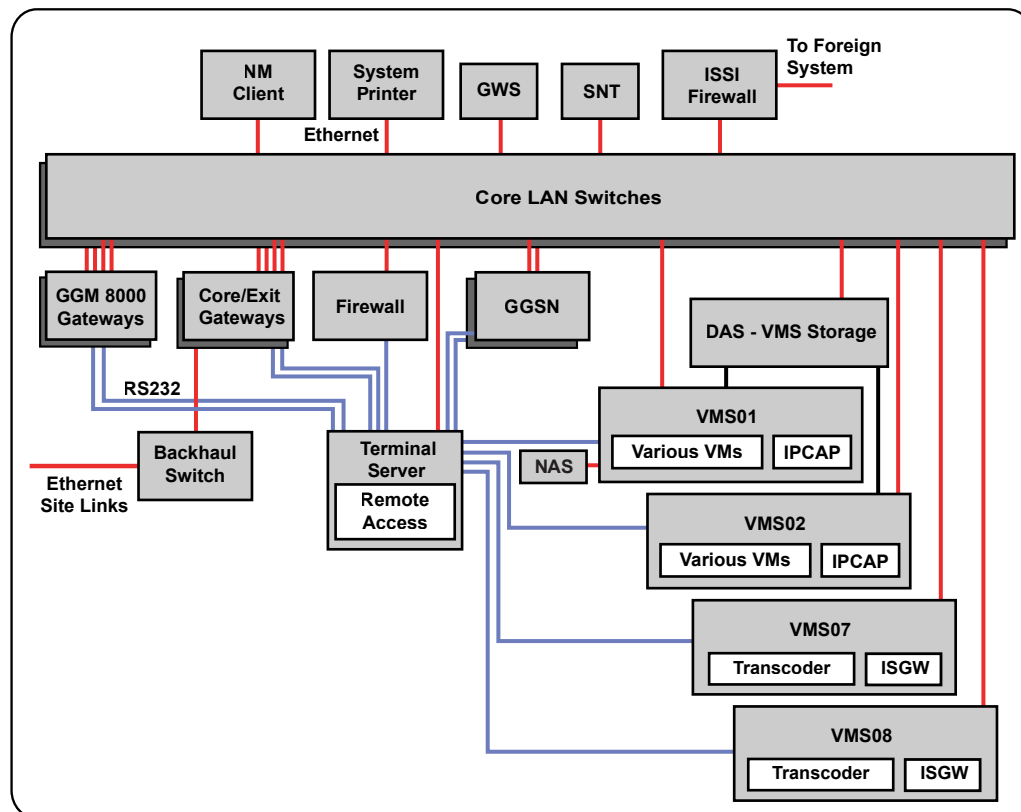 To Foreign
System
NM
Client
System
Printer
GWS
SNT
ISSI
Firewall
Ethernet
Core LAN Switches
GGM 8000
Gateways
Core/Exit
Gateways
Firewall
GGSN
DAS - VMS Storage
RS232
VMS01
Various VMs
IPCAP
Backhaul
Switch
Terminal
Server
Remote
Access
NAS
Ethernet
Site Links
VMS02
Various VMs
IPCAP
VMS07
Transcoder
ISGW
VMS08
Transcoder
ISGW